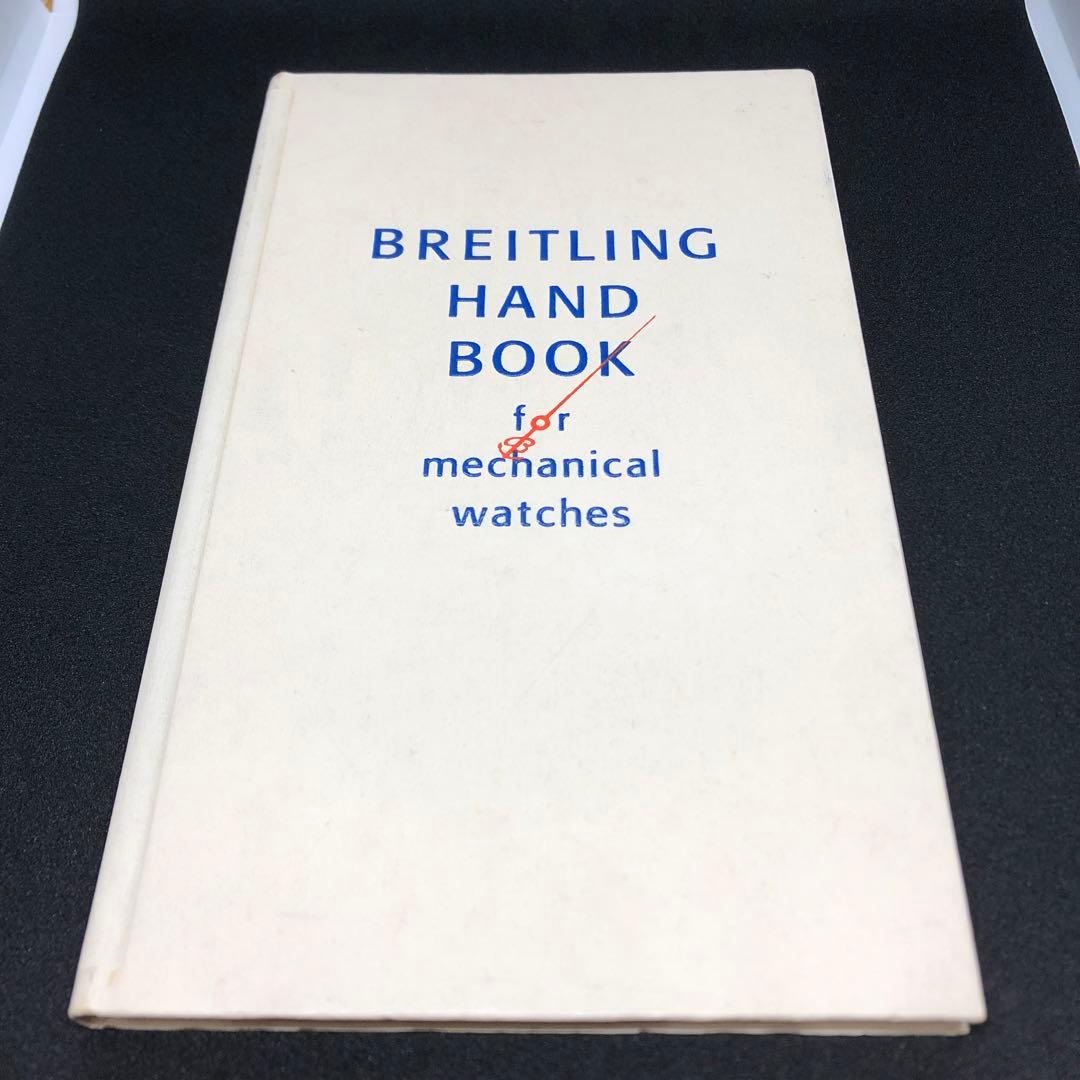 BREITLING
HAND
BOOK
for
mechanical
watches